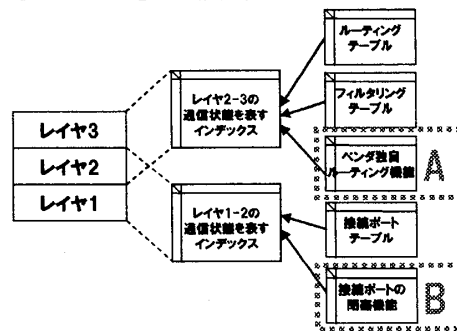 レイヤ3
レイヤ2
レイヤ1
レイヤ2-3の
通信状態を表す
インデックス
レイヤ1-2の
通信状態を表す
インデックス
ルーティング
テーブル
フィルタリング
テーブル
ベンダ独自
ルーティング機能
A
接続ポート
テーブル
接続ポートの
閉塞機能
B